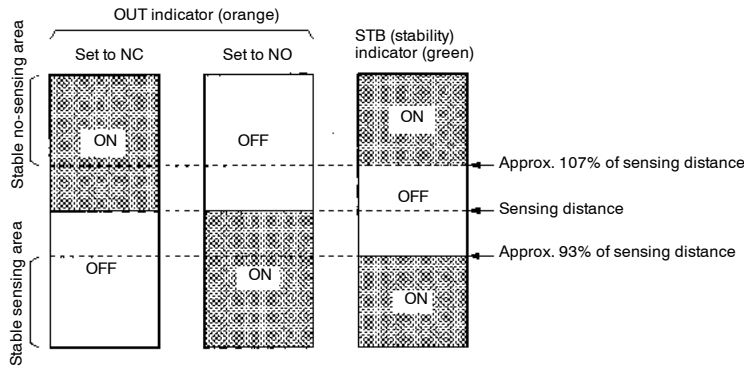 OUT indicator (orange)
Set to NC
Set to NO
STB (stability)
indicator (green)
Stable no-sensing area
Stable sensing area
ON
OFF
OFF
ON
ON
OFF
ON
Approx. 107% of sensing distance
Sensing distance
Approx. 93% of sensing distance